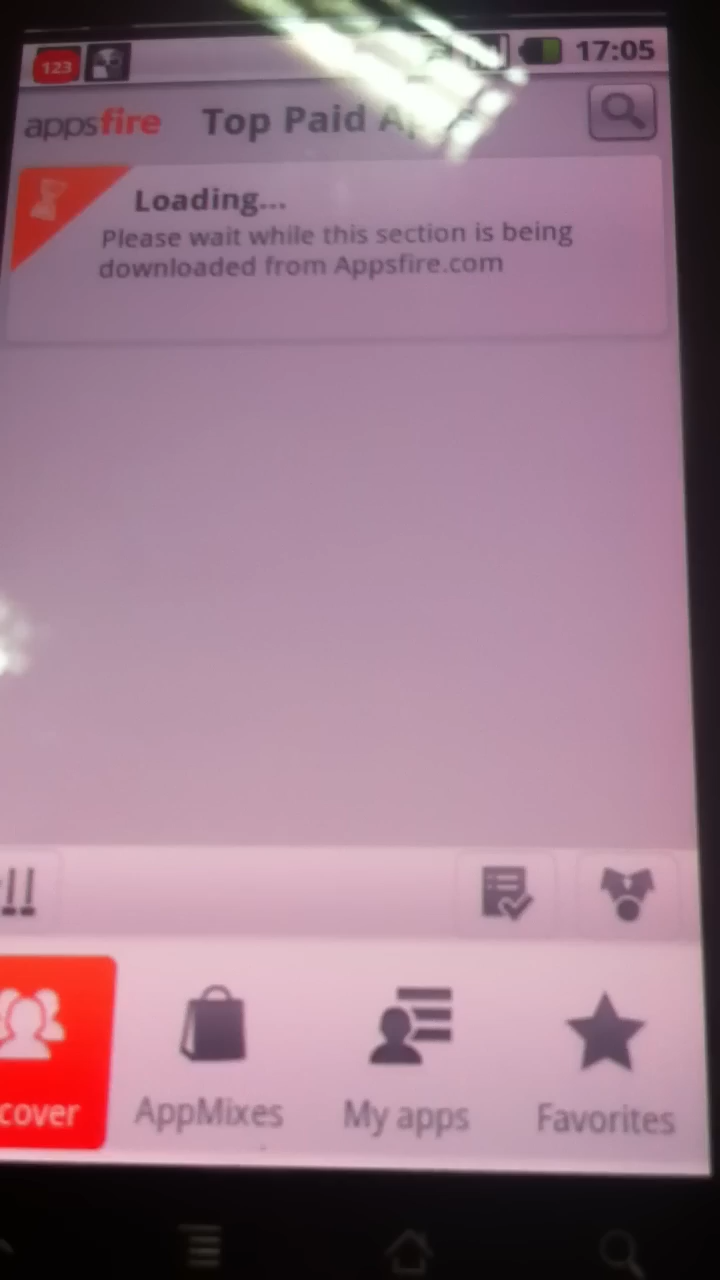 123
17:05
appsfire Top Paid
Loading...
Please wait while this section is being
downloaded from Appsfire.com
!!
cover
AppMixes
My apps
Favorites